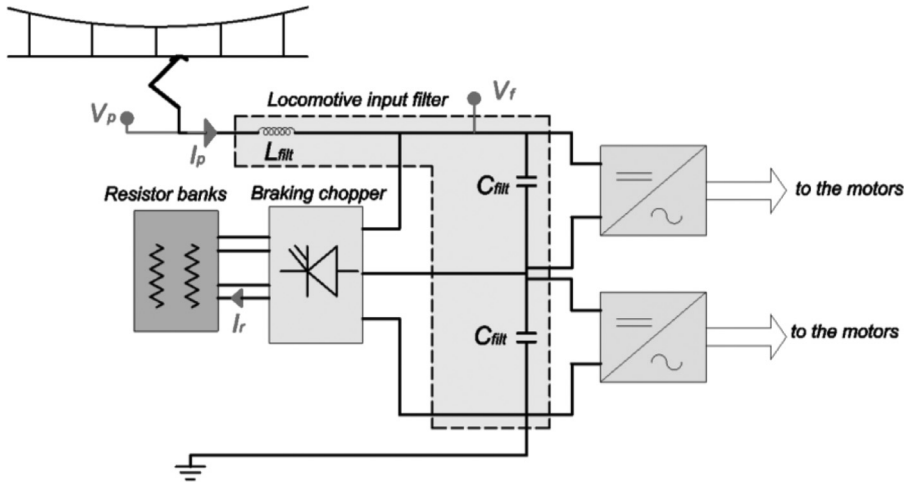 Locomotive input filter
Vf
Vp
Ip
Lfilt
Resistor banks
Braking chopper
Cfilt
to the motors
Ir
Cfilt
to the motors